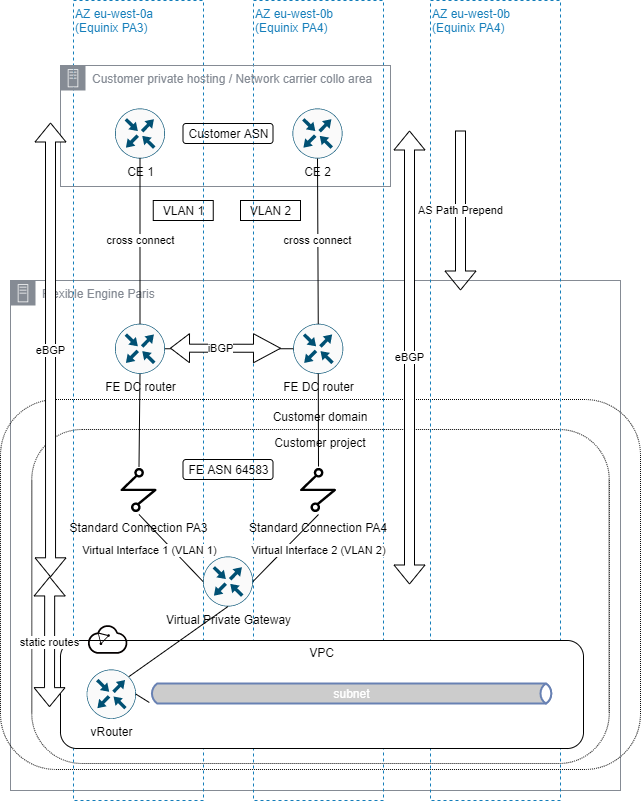 AZ eu-west-0a
(Equinix PA3)
AZ eu-west-0b
(Equinix PA4)
AZ eu-west-0b
(Equinix PA4)
Customer private hosting / Network carrier collo area
Customer ASN
CE 1
CE 2
VLAN 1
VLAN 2
AS Path Prepend
cross connect
cross connect
Flexible Engine Paris
eBGP
iBGP
eBGP
FE DC router
FE DC router
Customer domain
Customer project
FE ASN 64583
Standard Connection PA3
Standard Connection PA4
Virtual Interface 1 (VLAN 1)
Virtual Interface 2 (VLAN 2)
Virtual Private Gateway
static routes
VPC
subnet
vRouter